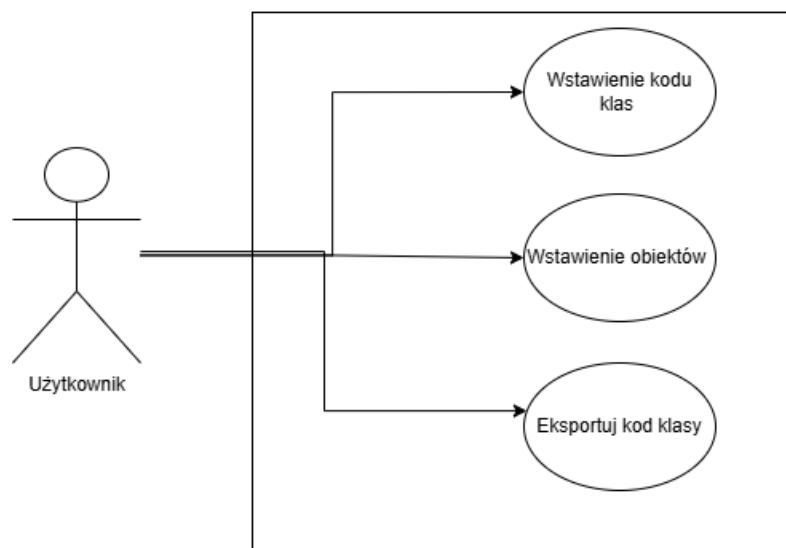 Wstawienie kodu
klas
Wstawienie obiektów
Użytkownik
Eksportuj kod klasy